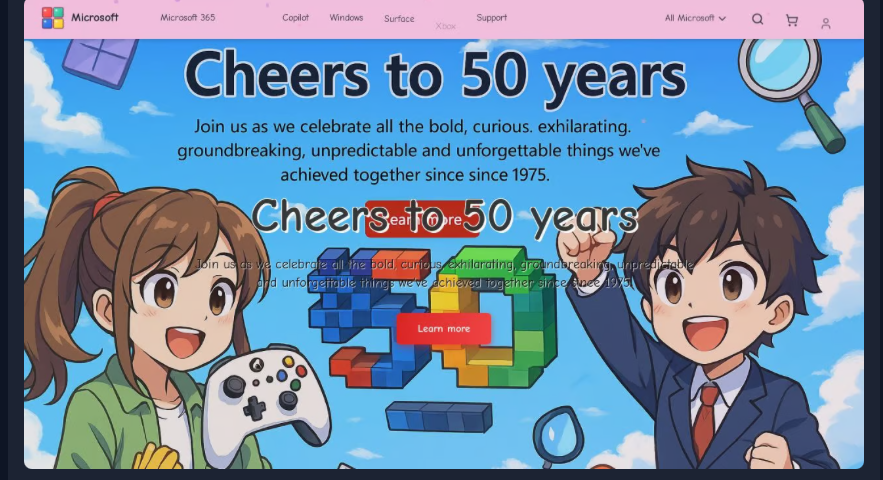 Microsoft Microsoft 365 Copilot Windows Surface Xbox Support All Microsoft
Cheers to 50 years
Join us as we celebrate all the bold, curious. exhilarating.
groundbreaking, unpredictable and unforgettable things we've
achieved together since since 1975.
Learn more
Cheers to 50 years
Join us as we celebrate all the bold, curious, exhilarating, groundbreaking, unpredictable
and unforgettable things we've achieved together since since 1975.
50
Learn more